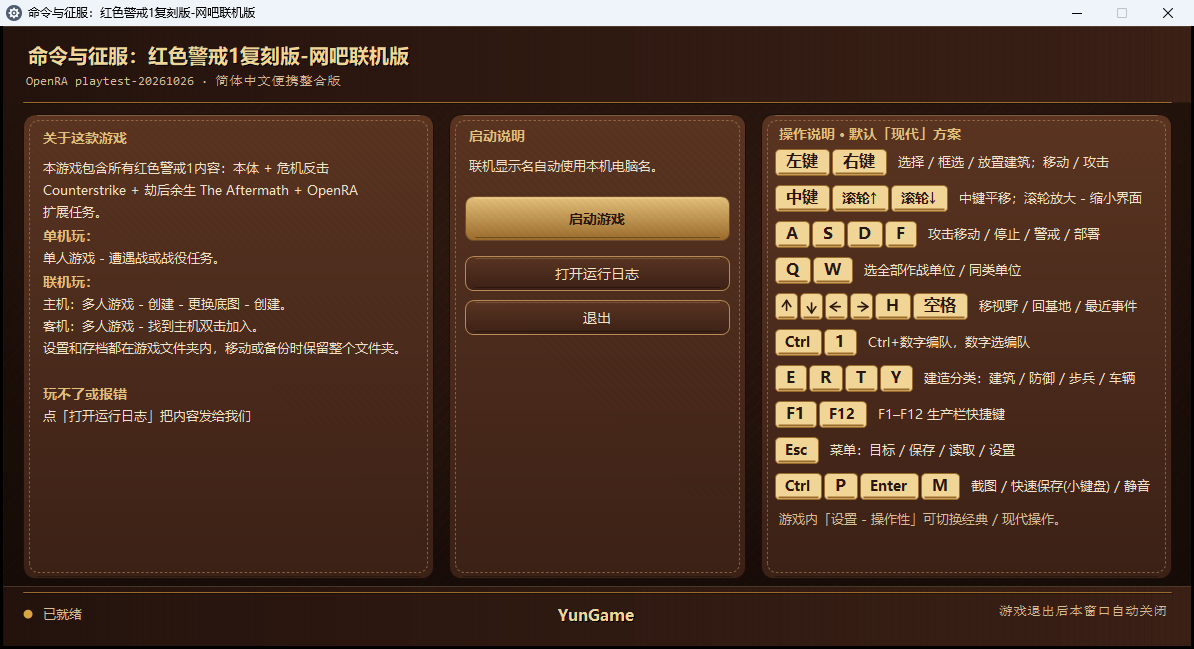 命令与征服：红色警戒1复刻版-网吧联机版
命令与征服：红色警戒1复刻版-网吧联机版
OpenRA playtest-20261026 · 简体中文便携整合版
关于这款游戏
本游戏包含所有红色警戒1内容：本体 + 危机反击
Counterstrike + 劫后余生 The Aftermath + OpenRA
扩展任务。
单机玩：
单人游戏 - 遭遇战或战役任务。
联机玩：
主机：多人游戏 - 创建 - 更换底图 - 创建。
客机：多人游戏 - 找到主机双击加入。
设置和存档都在游戏文件夹内，移动或备份时保留整个文件夹。
玩不了或报错
点「打开运行日志」把内容发给我们
启动说明
联机显示名自动使用本机电脑名。
启动游戏
打开运行日志
退出
操作说明 • 默认「现代」方案
左键 右键 选择 / 框选 / 放置建筑；移动 / 攻击
中键 滚轮↑ 滚轮↓ 中键平移；滚轮放大 - 缩小界面
A S D F 攻击移动 / 停止 / 警戒 / 部署
Q W 选全部作战单位 / 同类单位
↑ ↓ ← → H 空格 移视野 / 回基地 / 最近事件
Ctrl 1 Ctrl+数字编队，数字选编队
E R T Y 建造分类：建筑 / 防御 / 步兵 / 车辆
F1 F12 F1–F12 生产栏快捷键
Esc 菜单：目标 / 保存 / 读取 / 设置
Ctrl P Enter M 截图 / 快速保存(小键盘) / 静音
游戏内「设置 - 操作性」可切换经典 / 现代操作。
已就绪
YunGame
游戏退出后本窗口自动关闭